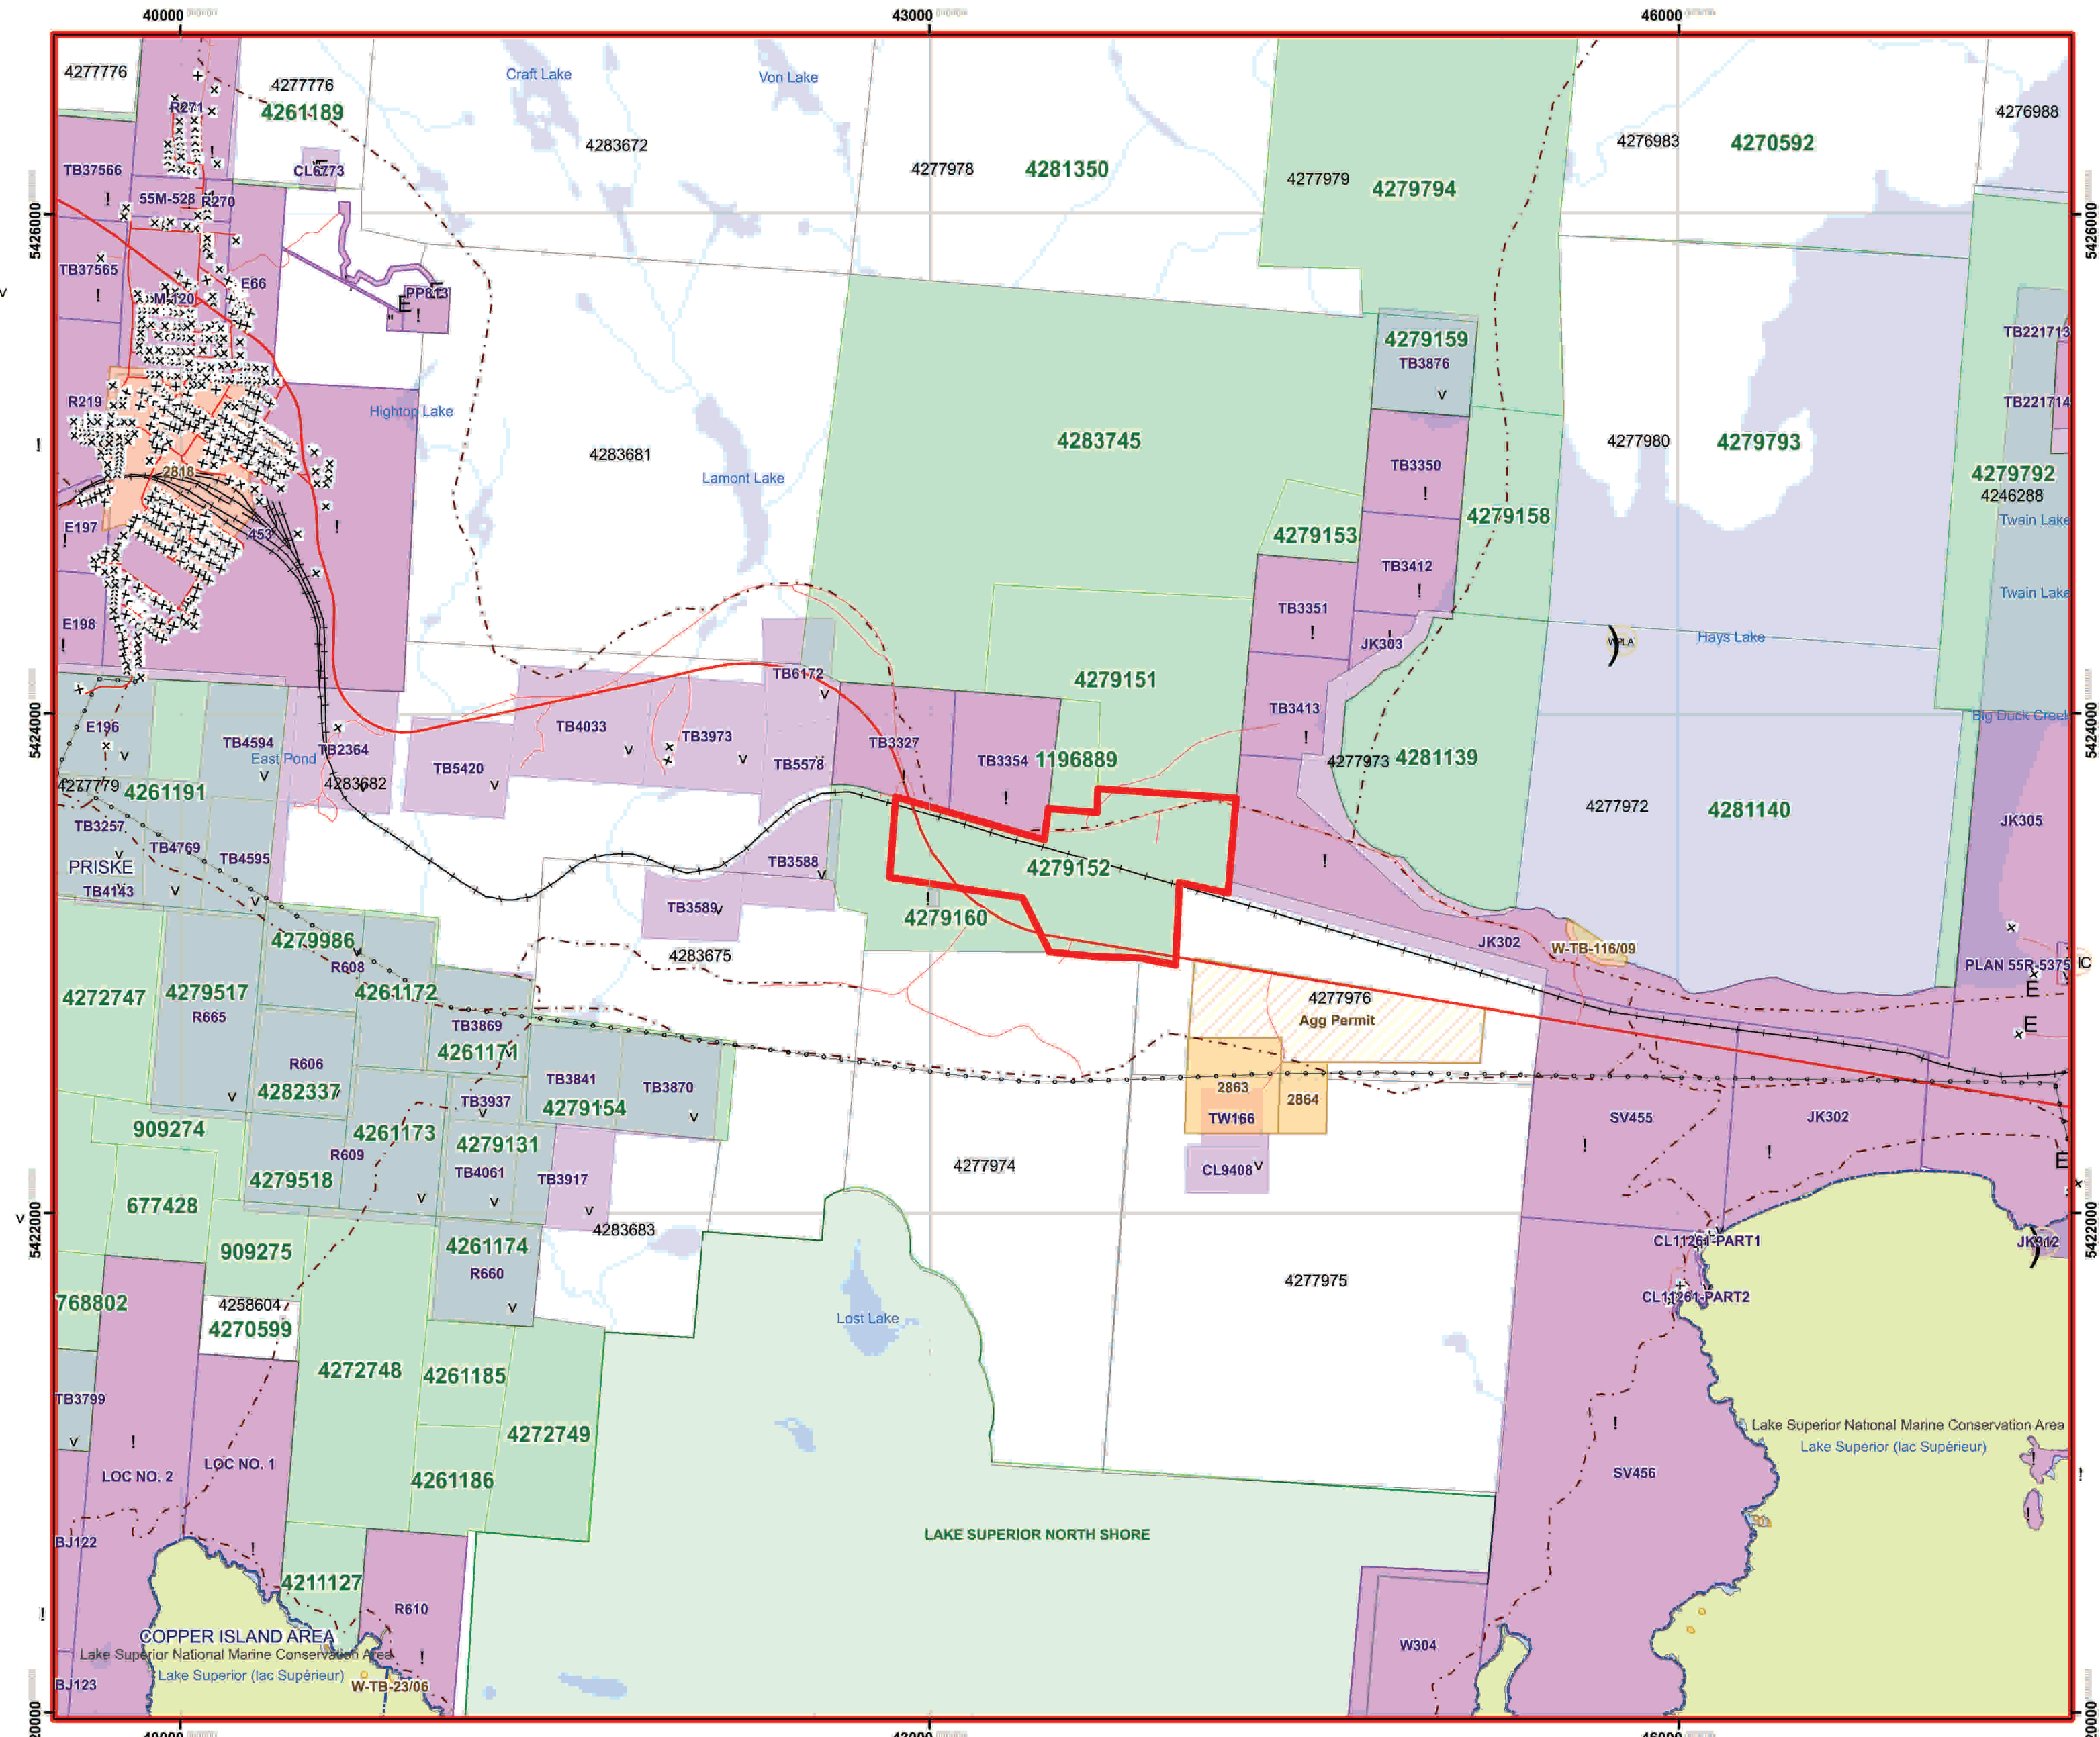 40000
43000
46000
4277776
R271
4277776
4261189
Craft Lake
Von Lake
4283672
4277978
4281350
4277979
4279794
4276983
4270592
4276988
TB37566
CL6773
55M-528
R270
5426000
5426000
TB37565
E66
M-120
PP813
R219
Hightop Lake
4283681
Lamont Lake
4283745
4279159
TB3876
TB3350
4277980
4279793
TB221713
TB221714
4279792
4246288
Twain Lake
2818
453
E197
4279153
4279158
TB3412
TB3351
Twain Lake
E198
JK303
Hays Lake
TB6172
4279151
TB3413
Big Duck Creek
5424000
5424000
E196
TB4594
East Pond
TB2364
4283682
TB5420
TB4033
TB3973
TB5578
TB3327
TB3354
1196889
4277973
4281139
4277779
4261191
4277972
4281140
JK305
TB3257
TB4769
TB4595
PRISKE
TB4143
TB3588
TB3589
4279152
4279160
4279986
R608
4283675
JK302
W-TB-116/09
PLAN 55R-5375
IC
4272747
4279517
R665
4261172
TB3869
4261171
4277976
Agg Permit
R606
4282337
TB3841
TB3870
4279154
TB3937
2863
2864
TW166
SV455
JK302
909274
4261173
4279131
R609
TB4061
4279518
TB3917
4277974
CL9408
677428
909275
4261174
R660
4283683
5422000
5422000
CL11261-PART1
JK312
4277975
CL11261-PART2
768802
4258604
4270599
Lost Lake
4272748
4261185
TB3799
4272749
4261186
LOC NO. 2
LOC NO. 1
Lake Superior National Marine Conservation Area
Lake Superior (lac Supérieur)
SV456
BJ122
LAKE SUPERIOR NORTH SHORE
4211127
R610
COPPER ISLAND AREA
Lake Superior National Marine Conservation Area
Lake Superior (lac Supérieur)
W-TB-23/06
BJ123
W304